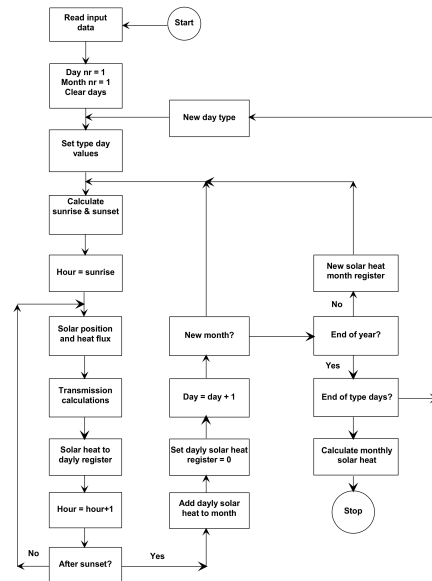 Read input
data
Start
Day nr = 1
Month nr = 1
Clear days
New day type
Set type day
values
Calculate
sunrise & sunset
Hour = sunrise
New solar heat
month register
No
Solar position
and heat flux
New month?
End of year?
Yes
Transmission
calculations
Day = day + 1
End of type days?
Solar heat to
dayly register
Set dayly solar heat
register = 0
Calculate monthly
solar heat
Hour = hour+1
Add dayly solar
heat to month
Stop
No
After sunset?
Yes